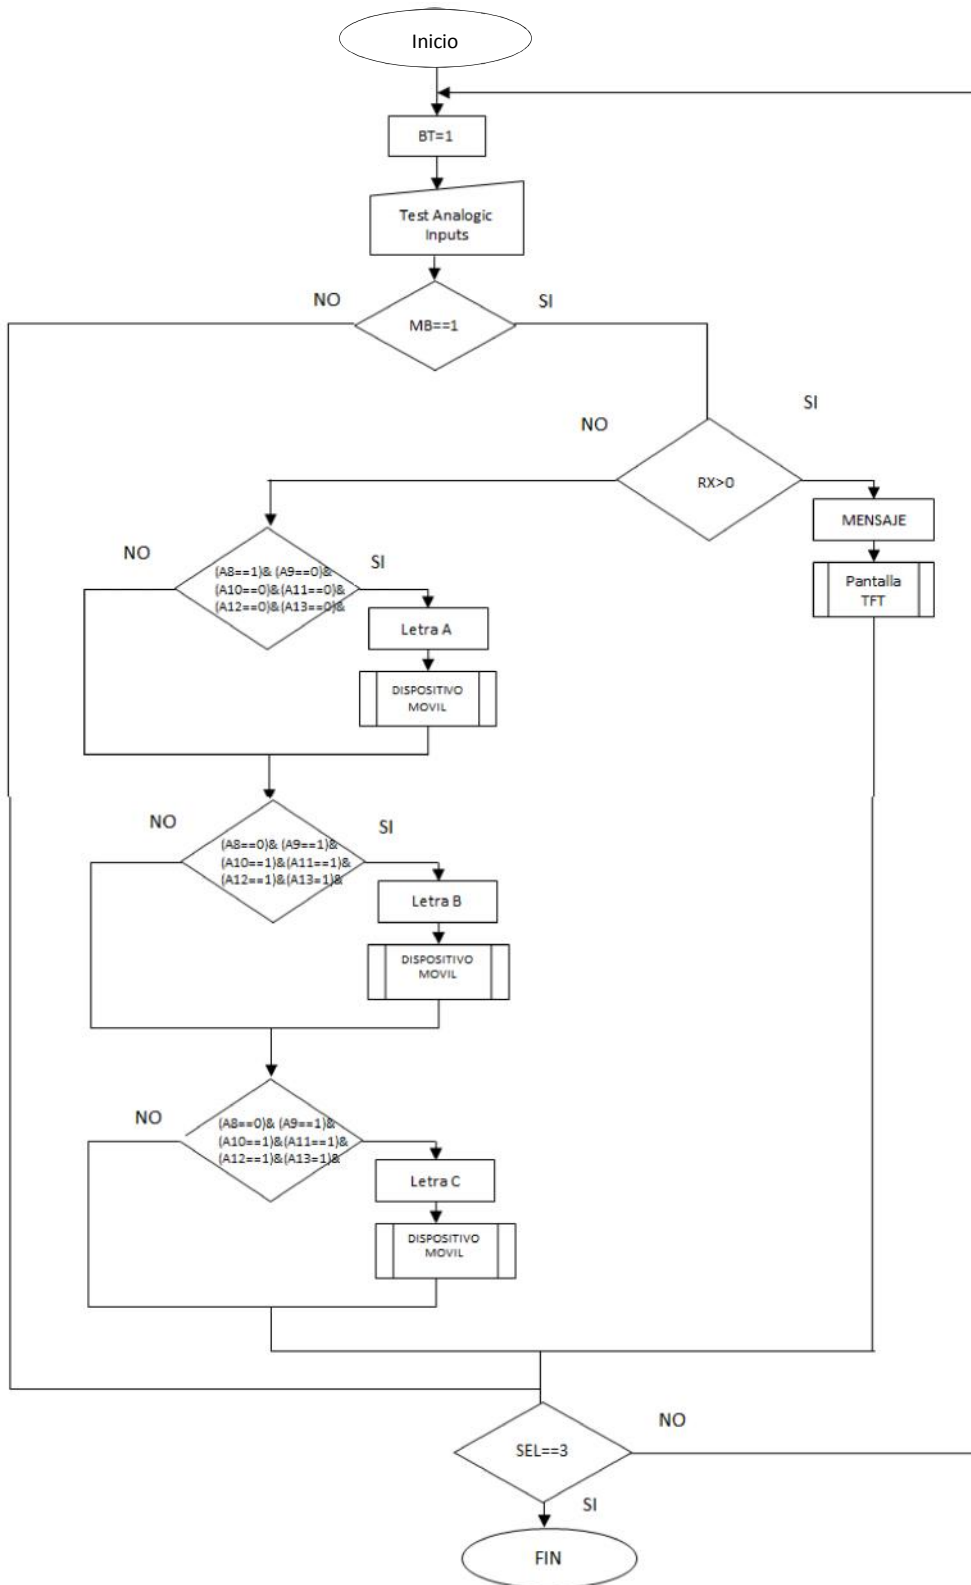 Inicio
BT=1
Test Analogic
Inputs
NO
SI
MB==1
SI
NO
RX>0
MENSAJE
Pantalla
TFT
NO
SI
(A8==1)& (A9==0)&
(A10==0)&(A11==0)&
(A12==0)&(A13==0)&
Letra A
DISPOSITIVO
MOVIL
NO
SI
(A8==0)& (A9==1)&
(A10==1)&(A11==1)&
(A12==1)&(A13=1)&
Letra B
DISPOSITIVO
MOVIL
NO
(A8==0)& (A9==1)&
(A10==1)&(A11==1)&
(A12==1)&(A13=1)&
Letra C
DISPOSITIVO
MOVIL
NO
SEL==3
SI
FIN